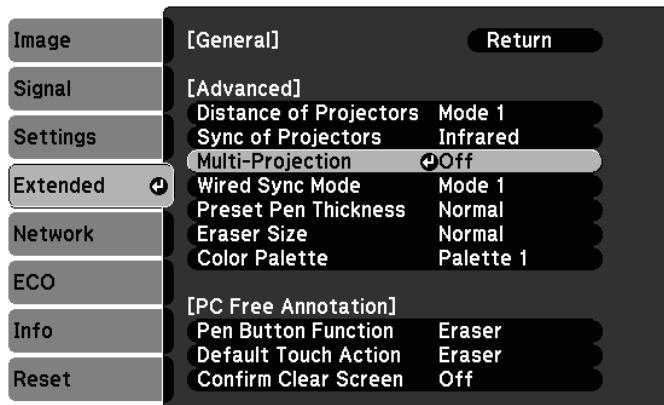 Image
Signal
Settings
Extended
Network
ECO
Info
Reset
[General] Return
[Advanced]
Distance of Projectors Mode 1
Sync of Projectors Infrared
Multi-Projection Off
Wired Sync Mode Mode 1
Preset Pen Thickness Normal
Eraser Size Normal
Color Palette Palette 1
[PC Free Annotation]
Pen Button Function Eraser
Default Touch Action Eraser
Confirm Clear Screen Off